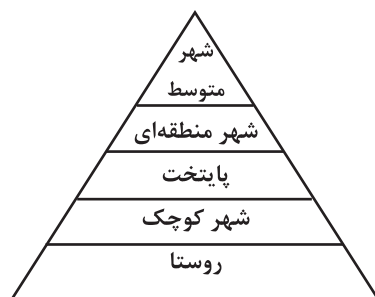 شهر
متوسط
شهر منطقه‌ای
پایتخت
شهر کوچک
روستا